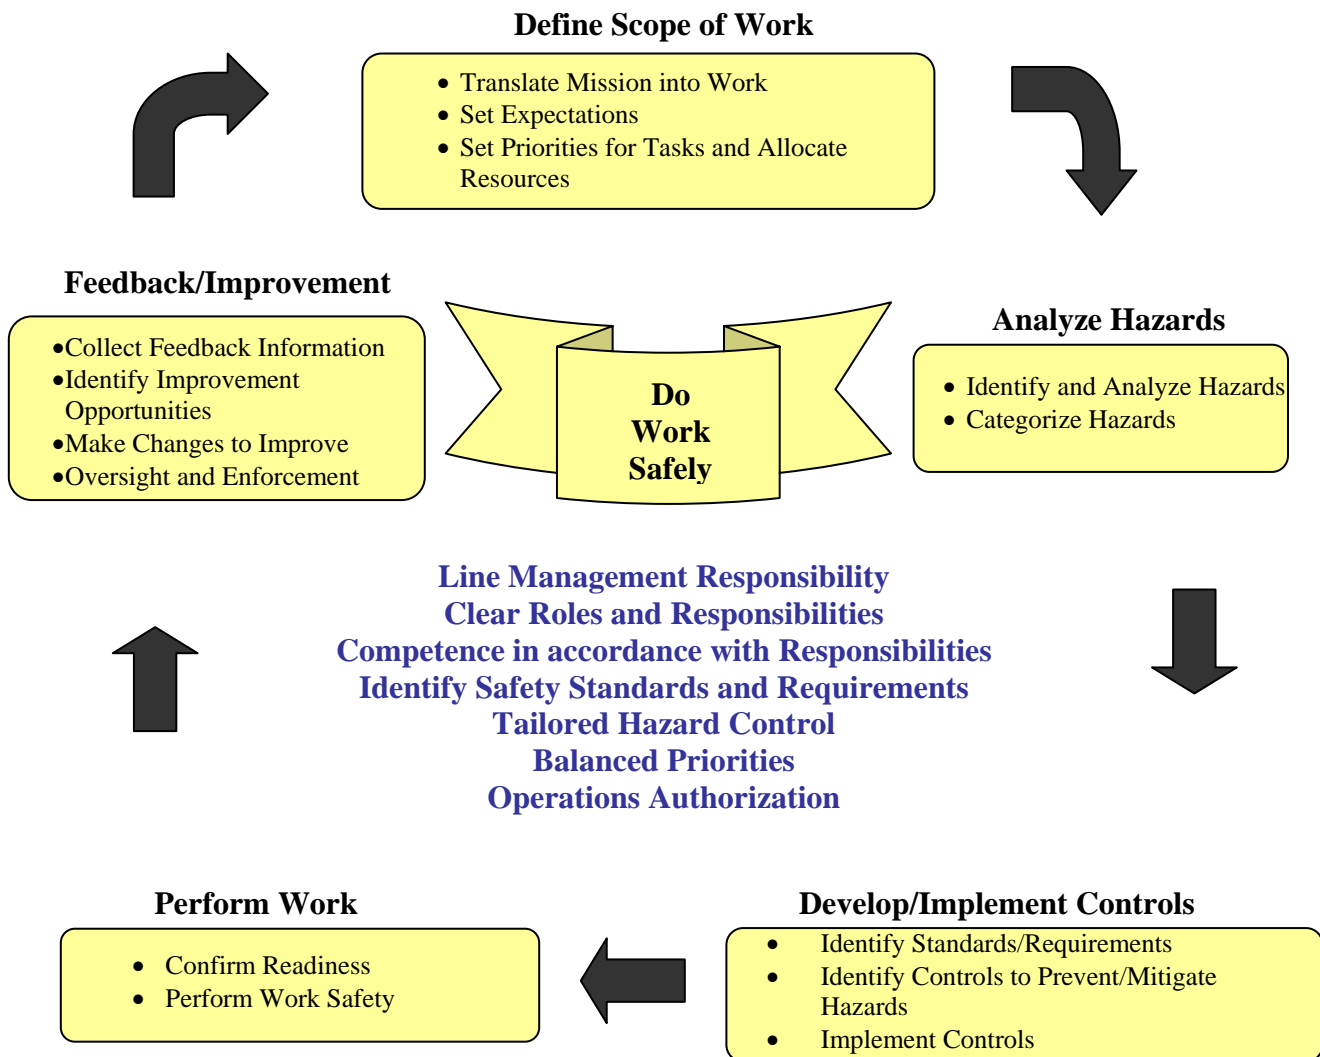 Define Scope of Work
• Translate Mission into Work
• Set Expectations
• Set Priorities for Tasks and Allocate
Resources
Feedback/Improvement
•Collect Feedback Information
•Identify Improvement
Opportunities
•Make Changes to Improve
•Oversight and Enforcement
Do
Work
Safely
Analyze Hazards
• Identify and Analyze Hazards
• Categorize Hazards
Line Management Responsibility
Clear Roles and Responsibilities
Competence in accordance with Responsibilities
Identify Safety Standards and Requirements
Tailored Hazard Control
Balanced Priorities
Operations Authorization
Perform Work
• Confirm Readiness
• Perform Work Safety
Develop/Implement Controls
• Identify Standards/Requirements
• Identify Controls to Prevent/Mitigate
Hazards
• Implement Controls